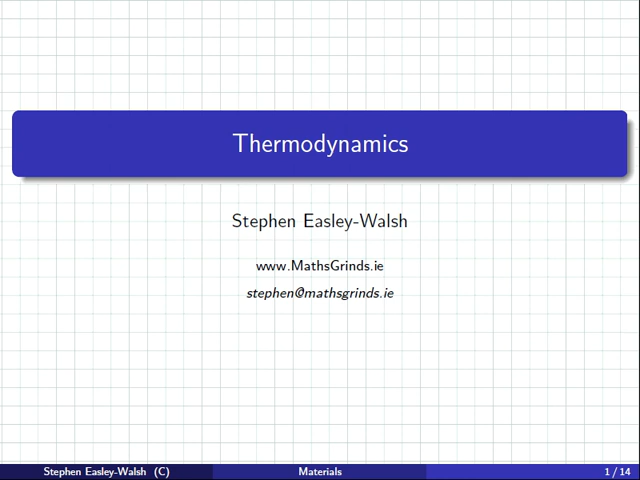 Thermodynamics
Stephen Easley-Walsh
www.MathsGrinds.ie
stephen@mathsgrinds.ie
Stephen Easley-Walsh (C) Materials 1 / 14